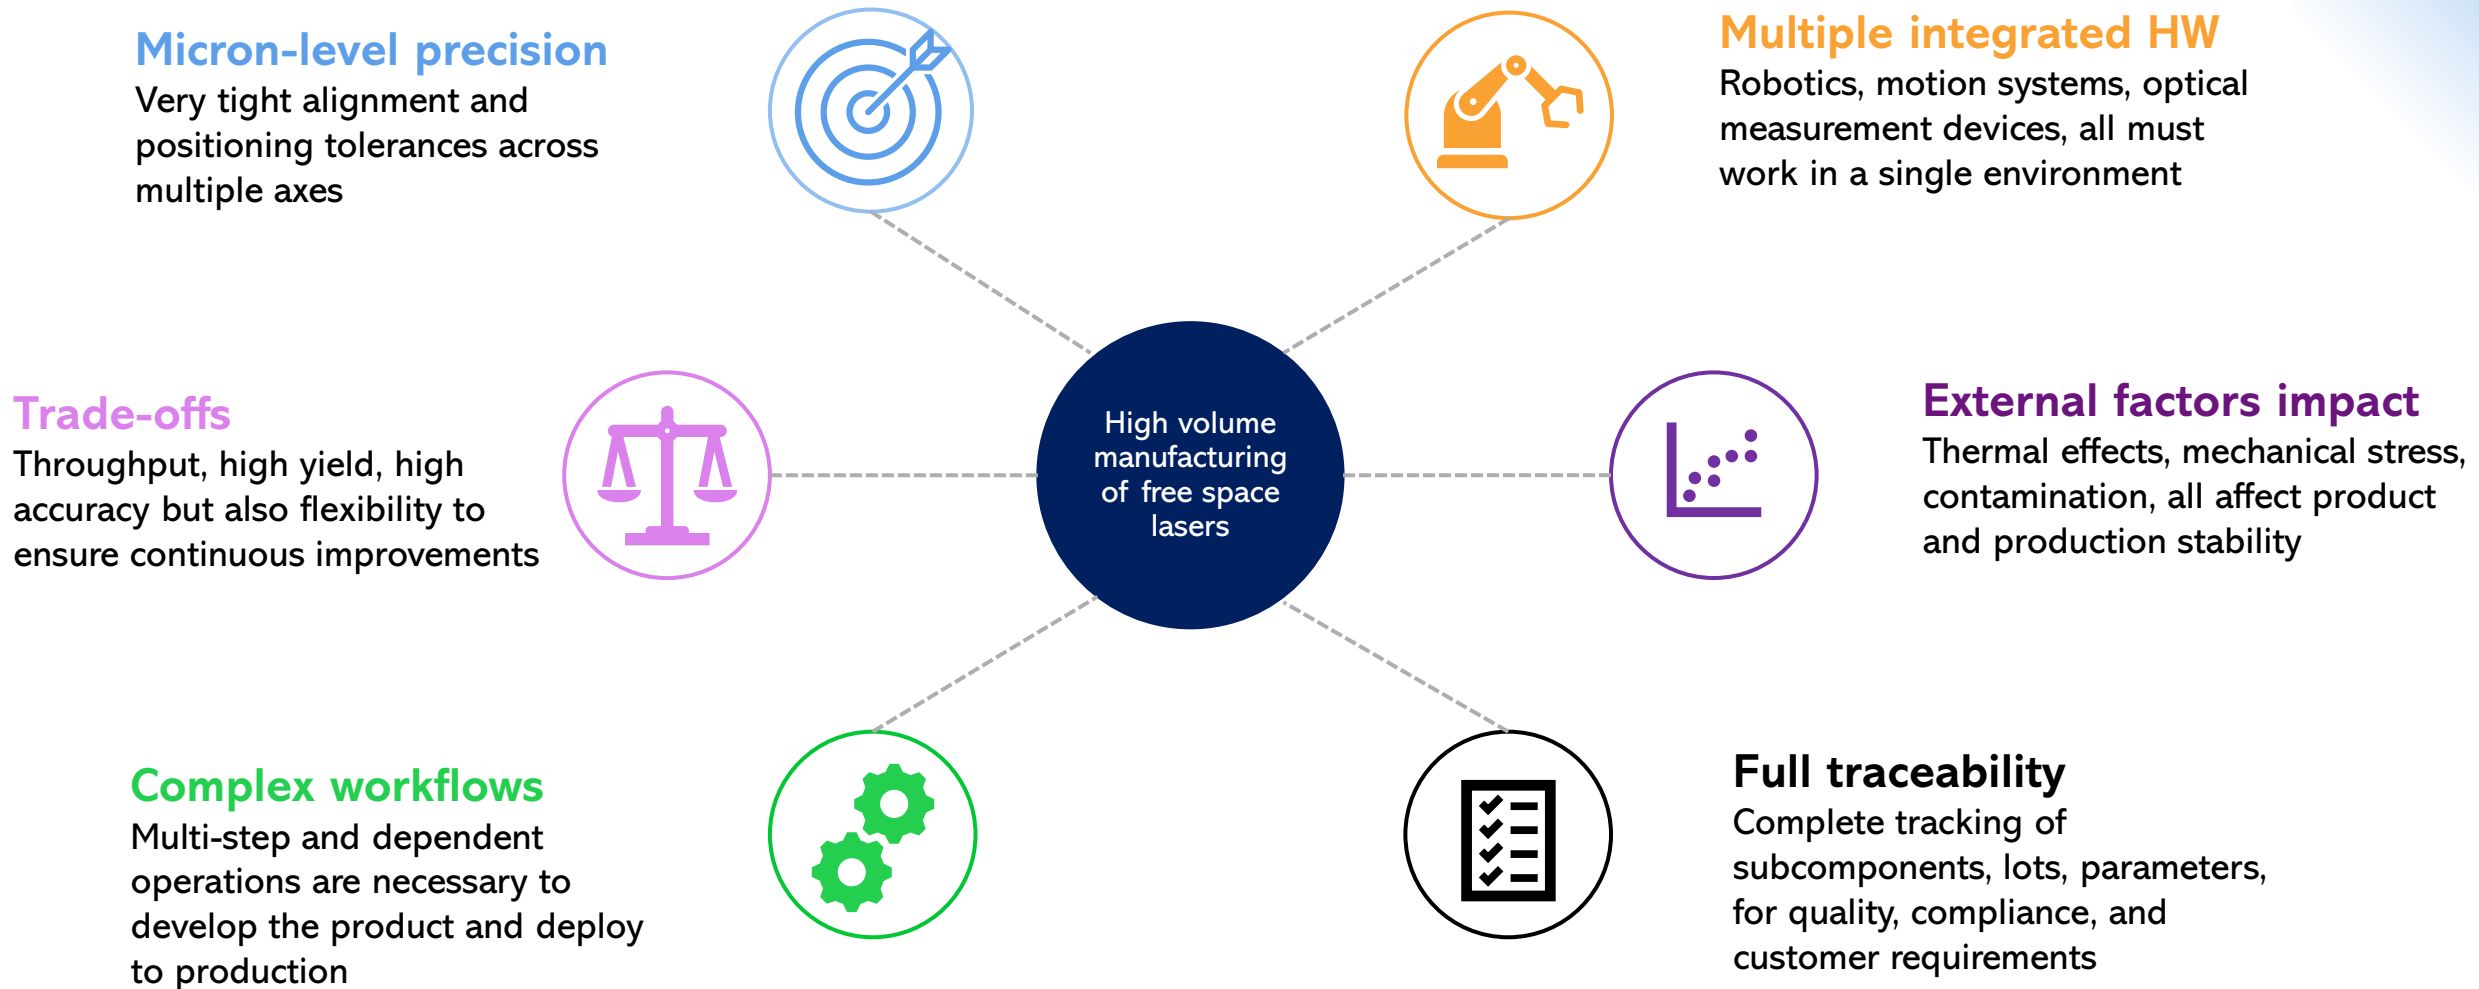 Micron-level precision
Very tight alignment and
positioning tolerances across
multiple axes
Multiple integrated HW
Robotics, motion systems, optical
measurement devices, all must
work in a single environment
Trade-offs
Throughput, high yield, high
accuracy but also flexibility to
ensure continuous improvements
High volume
manufacturing
of free space
lasers
External factors impact
Thermal effects, mechanical stress,
contamination, all affect product
and production stability
Complex workflows
Multi-step and dependent
operations are necessary to
develop the product and deploy
to production
Full traceability
Complete tracking of
subcomponents, lots, parameters,
for quality, compliance, and
customer requirements